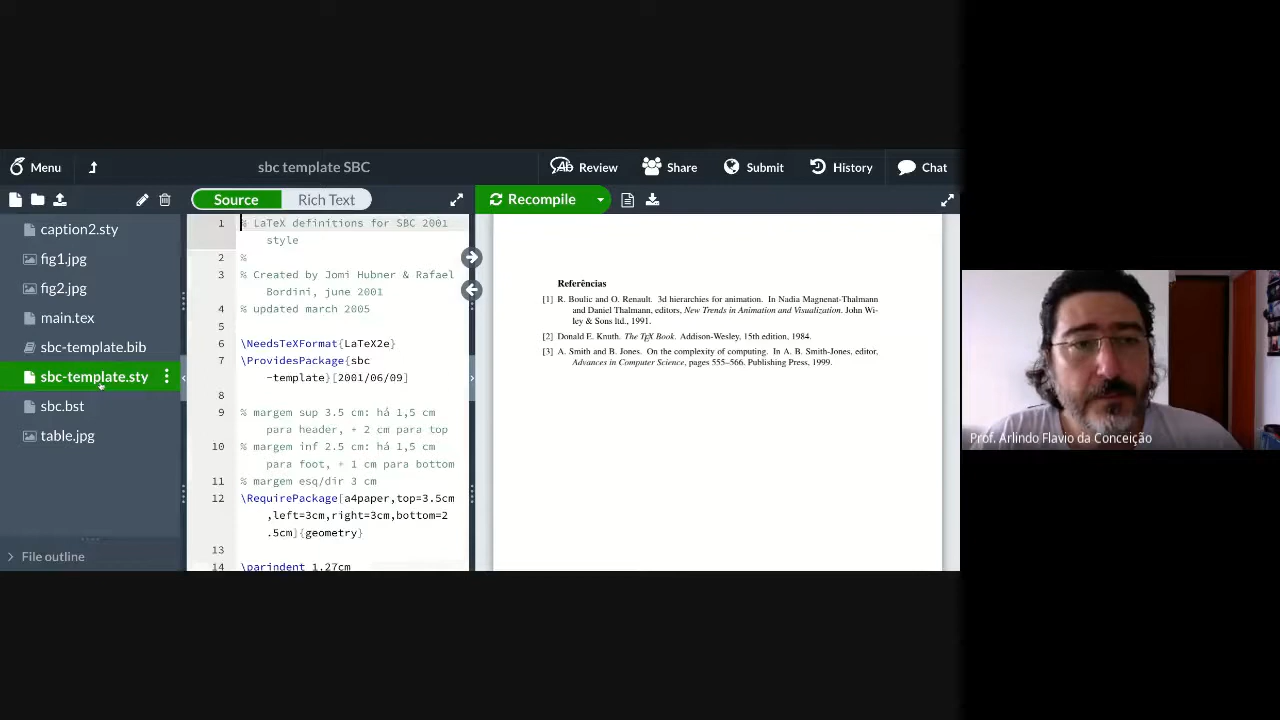 Menu
sbc template SBC
Review
Share
Submit
History
Chat
Source
Rich Text
Recompile
caption2.sty
fig1.jpg
fig2.jpg
main.tex
sbc-template.bib
sbc-template.sty
sbc.bst
table.jpg
File outline
1 % LaTeX definitions for SBC 2001
style
2 %
3 % Created by Jomi Hubner & Rafael
Bordini, june 2001
4 % updated march 2005
5
6 \NeedsTeXFormat{LaTeX2e}
7 \ProvidesPackage{sbc
-template}[2001/06/09]
8
9 % margem sup 3.5 cm: há 1,5 cm
para header, + 2 cm para top
10 % margem inf 2.5 cm: há 1,5 cm
para foot, + 1 cm para bottom
11 % margem esq/dir 3 cm
12 \RequirePackage[a4paper,top=3.5cm
,left=3cm,right=3cm,bottom=2
.5cm]{geometry}
13
14 \parindent 1.27cm
Referências
[1] R. Boulic and O. Renault. 3d hierarchies for animation. In Nadia Magnenat-Thalmann
and Daniel Thalmann, editors, New Trends in Animation and Visualization. John Wi-
ley & Sons ltd., 1991.
[2] Donald E. Knuth. The TEX Book. Addison-Wesley, 15th edition, 1984.
[3] A. Smith and B. Jones. On the complexity of computing. In A. B. Smith-Jones, editor,
Advances in Computer Science, pages 555–566. Publishing Press, 1999.
Prof. Arlindo Flavio da Conceição